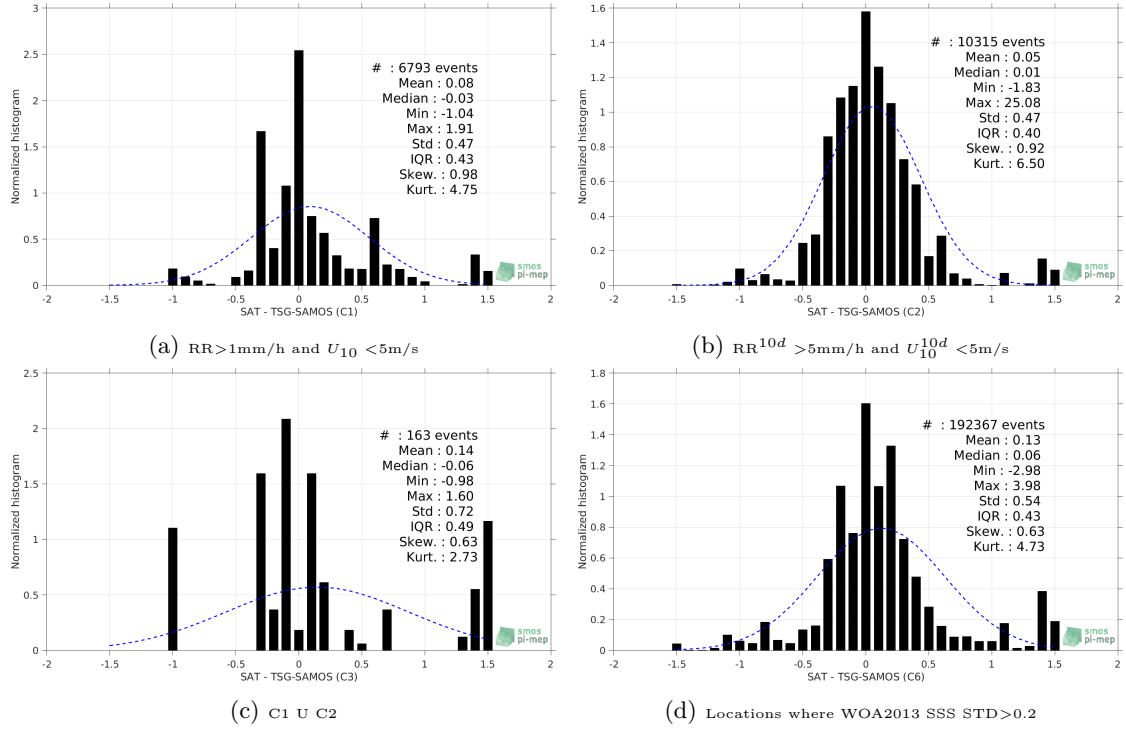 3
2.5
2
1.5
1
0.5
0
-2 -1.5 -1 -0.5 0 0.5 1 1.5 2
Normalized histogram
# : 6793 events
Mean : 0.08
Median : -0.03
Min : -1.04
Max : 1.91
Std : 0.47
IQR : 0.43
Skew. : 0.98
Kurt. : 4.75
smos
pi-mep
SAT - TSG-SAMOS (C1)
(a) RR>1mm/h and U10 <5m/s
1.6
1.4
1.2
1
0.8
0.6
0.4
0.2
0
-2 -1.5 -1 -0.5 0 0.5 1 1.5 2
Normalized histogram
# : 10315 events
Mean : 0.05
Median : 0.01
Min : -1.83
Max : 25.08
Std : 0.47
IQR : 0.40
Skew. : 0.92
Kurt. : 6.50
smos
pi-mep
SAT - TSG-SAMOS (C2)
(b) RR10d >5mm/h and U10 10d <5m/s
2.5
2
1.5
1
0.5
0
-2 -1.5 -1 -0.5 0 0.5 1 1.5 2
Normalized histogram
# : 163 events
Mean : 0.14
Median : -0.06
Min : -0.98
Max : 1.60
Std : 0.72
IQR : 0.49
Skew. : 0.63
Kurt. : 2.73
smos
pi-mep
SAT - TSG-SAMOS (C3)
(c) C1 U C2
1.8
1.6
1.4
1.2
1
0.8
0.6
0.4
0.2
0
-2 -1.5 -1 -0.5 0 0.5 1 1.5 2
Normalized histogram
# : 192367 events
Mean : 0.13
Median : 0.06
Min : -2.98
Max : 3.98
Std : 0.54
IQR : 0.43
Skew. : 0.63
Kurt. : 4.73
smos
pi-mep
SAT - TSG-SAMOS (C6)
(d) Locations where WOA2013 SSS STD>0.2